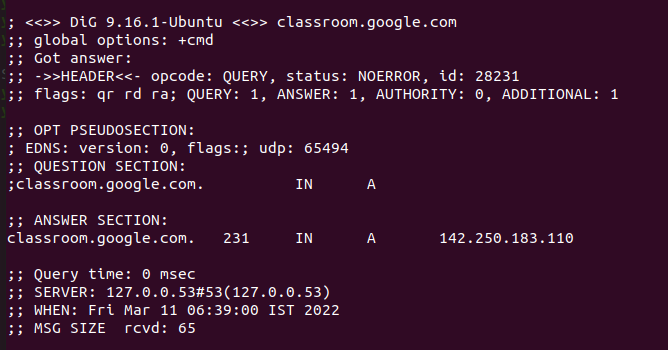 ; <<>> DiG 9.16.1-Ubuntu <<>> classroom.google.com
;; global options: +cmd
;; Got answer:
;; ->>HEADER<<- opcode: QUERY, status: NOERROR, id: 28231
;; flags: qr rd ra; QUERY: 1, ANSWER: 1, AUTHORITY: 0, ADDITIONAL: 1

;; OPT PSEUDOSECTION:
; EDNS: version: 0, flags:; udp: 65494
;; QUESTION SECTION:
;classroom.google.com.		IN	A

;; ANSWER SECTION:
classroom.google.com.	231	IN	A	142.250.183.110

;; Query time: 0 msec
;; SERVER: 127.0.0.53#53(127.0.0.53)
;; WHEN: Fri Mar 11 06:39:00 IST 2022
;; MSG SIZE  rcvd: 65